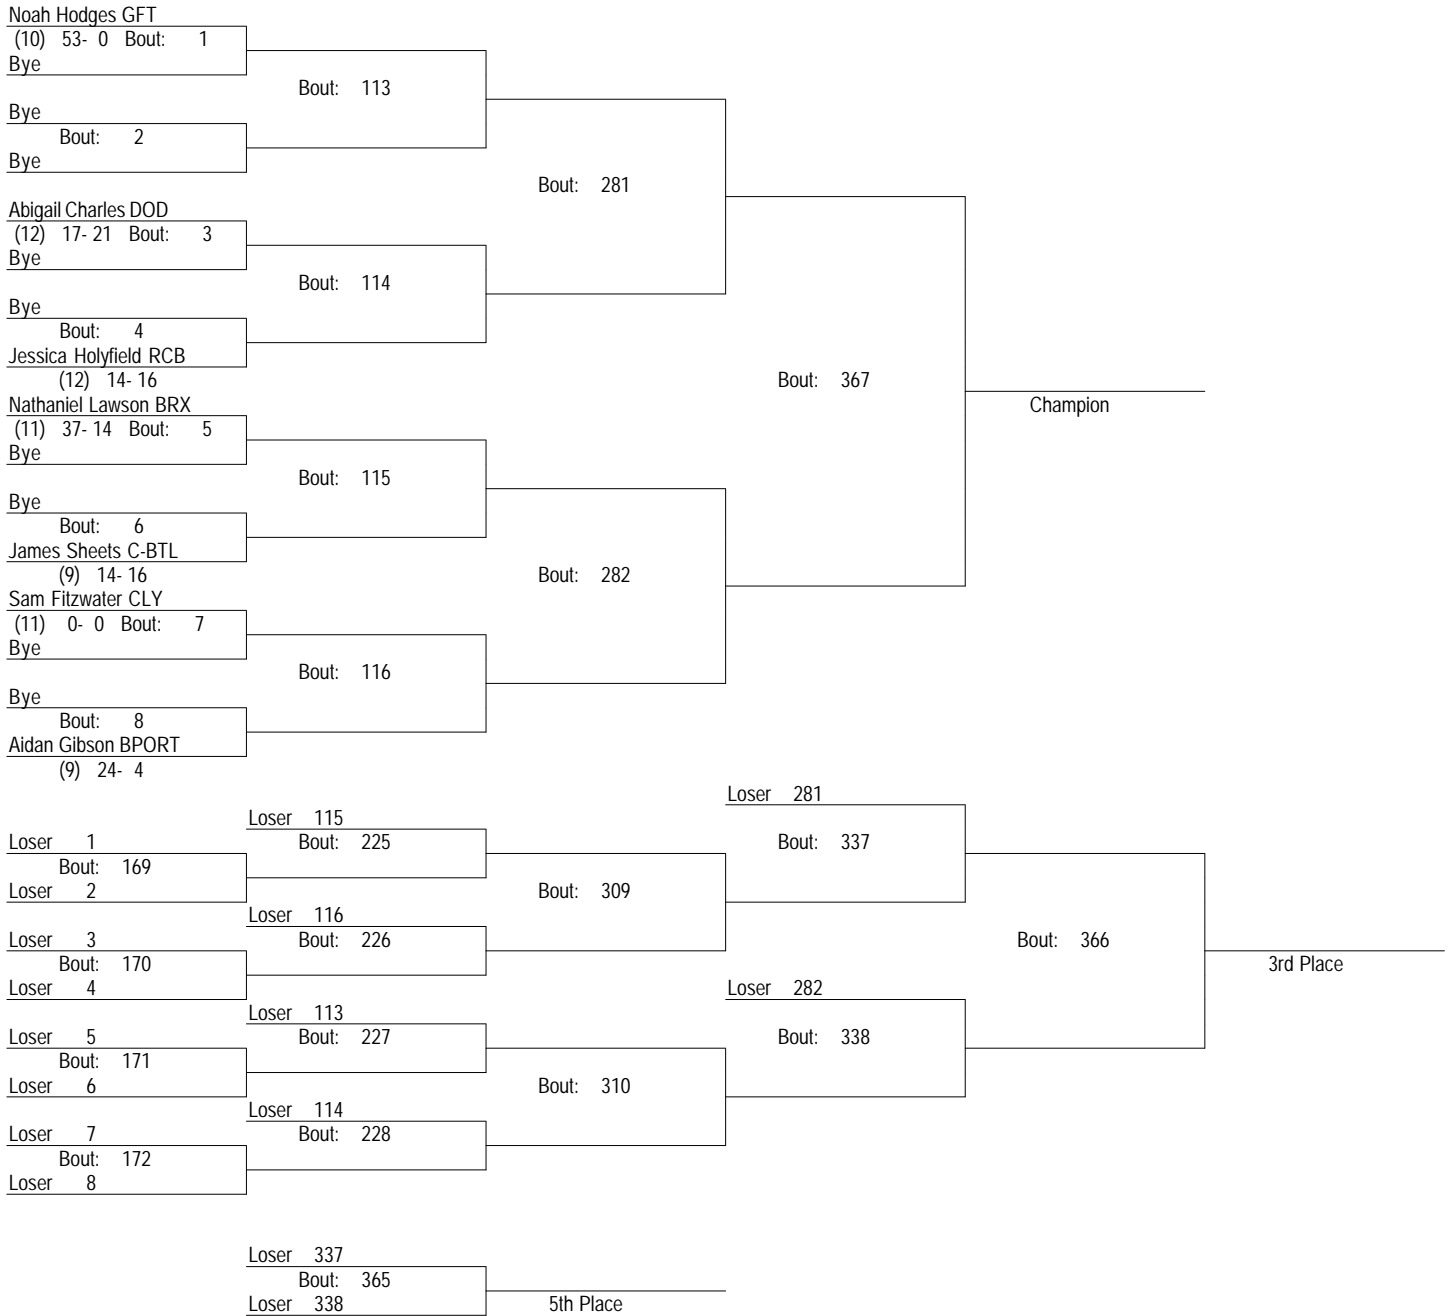 Noah Hodges GFT
(10) 53- 0 Bout: 1
Bye
Bout: 113
Bye
Bout: 2
Bye
Bout: 281
Abigail Charles DOD
(12) 17- 21 Bout: 3
Bye
Bout: 114
Bye
Bout: 4
Jessica Holyfield RCB
(12) 14- 16
Bout: 367
Champion
Nathaniel Lawson BRX
(11) 37- 14 Bout: 5
Bye
Bout: 115
Bye
Bout: 6
James Sheets C-BTL
(9) 14- 16
Bout: 282
Sam Fitzwater CLY
(11) 0- 0 Bout: 7
Bye
Bout: 116
Bye
Bout: 8
Aidan Gibson BPORT
(9) 24- 4
Loser 281
Loser 115
Loser 1
Bout: 225
Bout: 337
Bout: 169
Loser 2
Bout: 309
Loser 116
Loser 3
Bout: 226
Bout: 366
Bout: 170
3rd Place
Loser 4
Loser 282
Loser 113
Loser 5
Bout: 227
Bout: 338
Bout: 171
Loser 6
Bout: 310
Loser 114
Loser 7
Bout: 228
Bout: 172
Loser 8
Loser 337
Bout: 365
Loser 338
5th Place